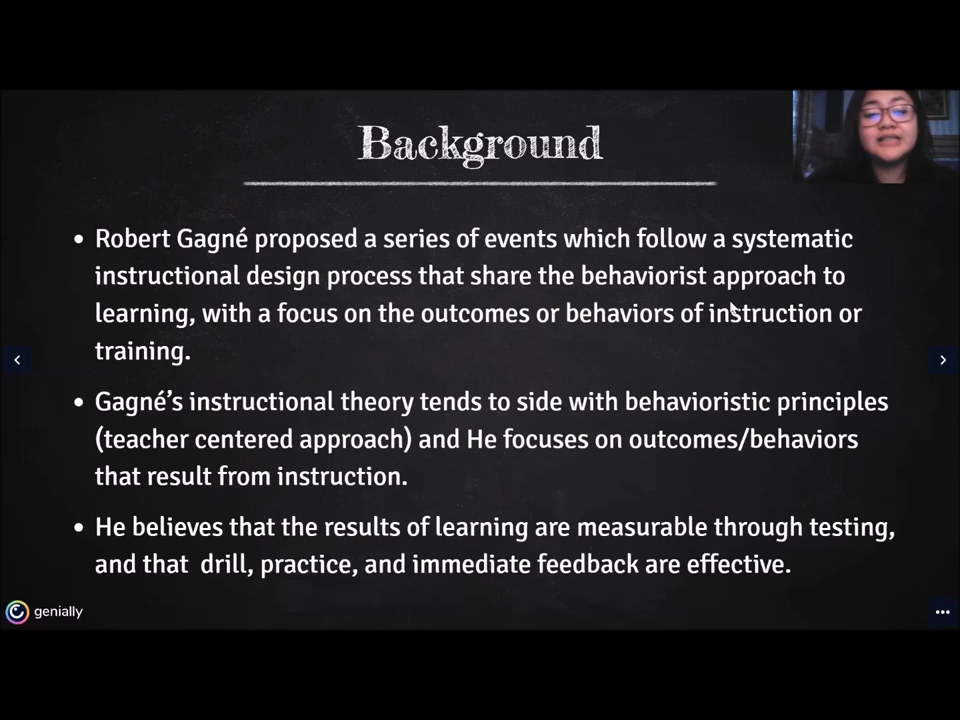 Background
• Robert Gagné proposed a series of events which follow a systematic
instructional design process that share the behaviorist approach to
learning, with a focus on the outcomes or behaviors of instruction or
training.
• Gagné’s instructional theory tends to side with behavioristic principles
(teacher centered approach) and He focuses on outcomes/behaviors
that result from instruction.
• He believes that the results of learning are measurable through testing,
and that  drill, practice, and immediate feedback are effective.
genially